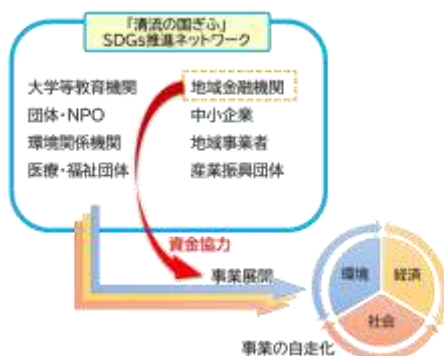 「清流の国ぎふ」
SDGs推進ネットワーク
大学等教育機関
地域金融機関
団体・NPO
中小企業
環境関係機関
地域事業者
医療・福祉団体
産業振興団体
資金協力
事業展開
環境
経済
社会
事業の自走化